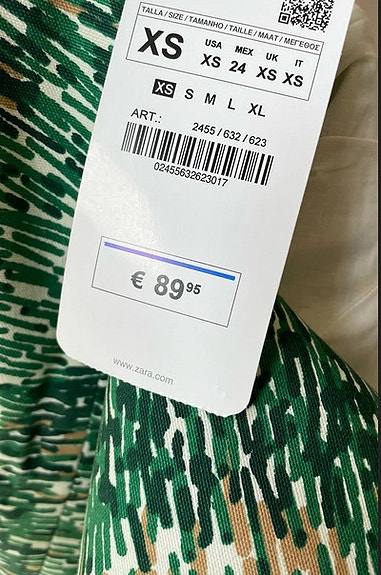 TALLA / SIZE / TAMANHO / TAILLE / MAAT / ΜΕΓΕΘΟΣ
XS
USA MEX UK IT
XS 24 XS XS
XS S M L XL
ART.:
2455 / 632 / 623
02455632623017
€ 89 95
www.zara.com